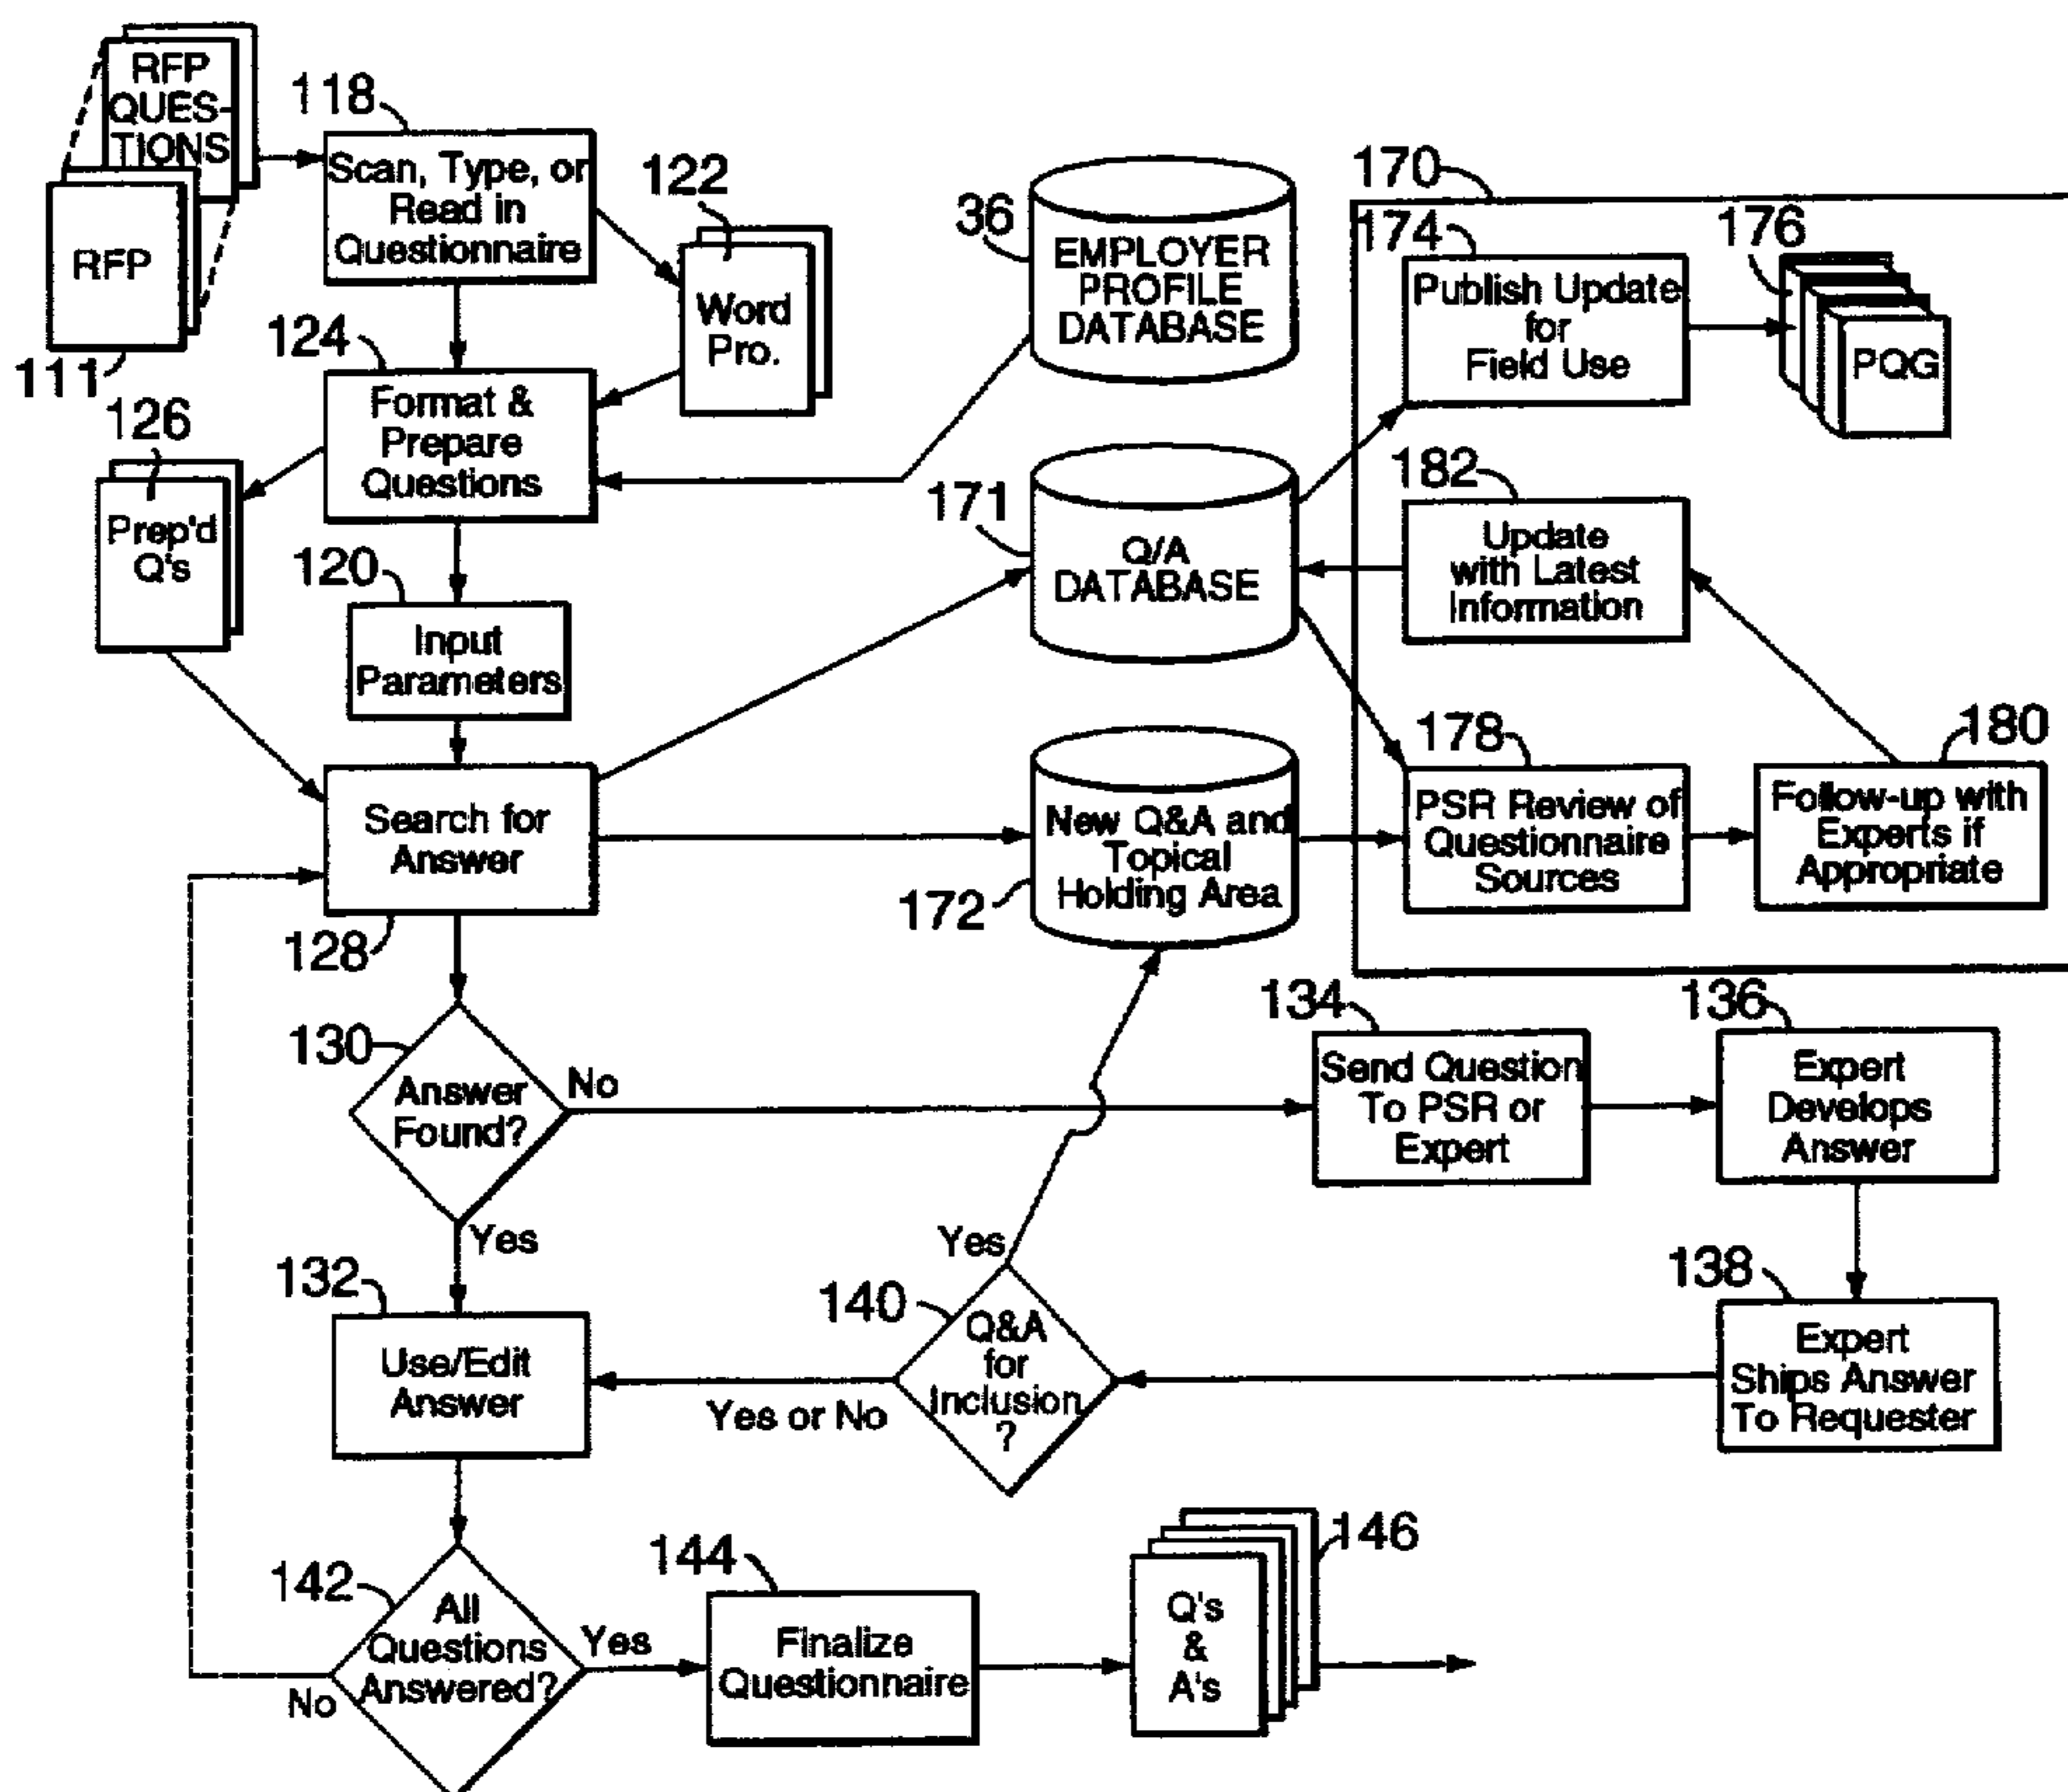 RFP
QUES-
TIONS
RFP
111
118
Scan, Type, or
Read in
Questionnaire
122
Word
Pro.
124
Format &
Prepare
Questions
126
Prep'd
Q's
120
Input
Parameters
Search for
Answer
128
36
EMPLOYER
PROFILE
DATABASE
171
Q/A
DATABASE
New Q&A and
Topical
Holding Area
172
170
174
Publish Update
for
Field Use
176
PQG
182
Update
with Latest
Information
178
PSR Review of
Questionnaire
Sources
180
Follow-up with
Experts if
Appropriate
130
Answer
Found?
No
Yes
134
Send Question
To PSR or
Expert
136
Expert
Develops
Answer
138
Expert
Ships Answer
To Requester
140
Q&A
for
Inclusion
?
Yes
Yes or No
132
Use/Edit
Answer
142
All
Questions
Answered?
Yes
No
144
Finalize
Questionnaire
146
Q's
&
A's